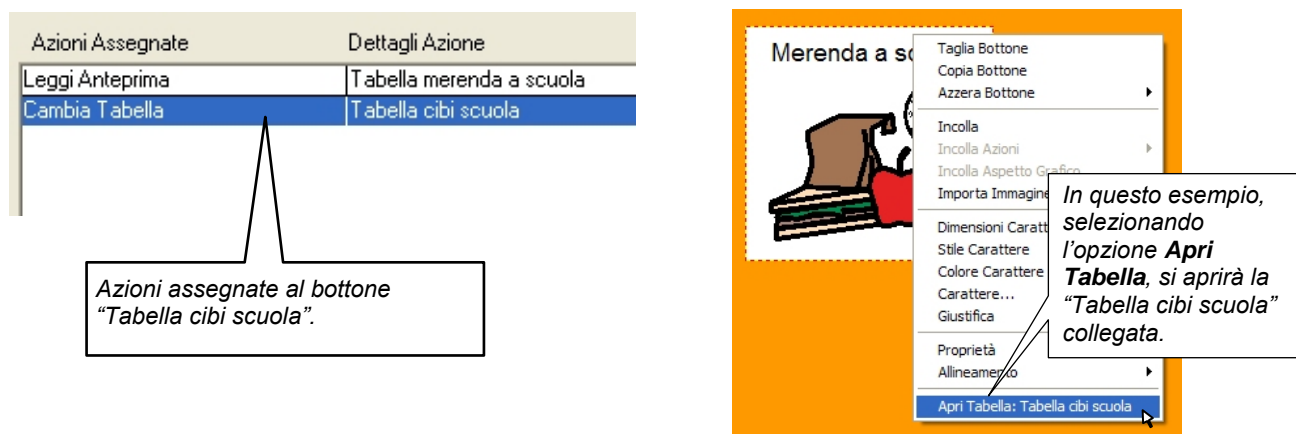 Azioni Assegnate Dettagli Azione
Leggi Anteprima Tabella merenda a scuola
Cambia Tabella Tabella cibi scuola
Azioni assegnate al bottone
“Tabella cibi scuola”.
Merenda a sc
Taglia Bottone
Copia Bottone
Azzera Bottone
Incolla
Incolla Azioni
Incolla Aspetto Grafico
Importa Immagine
Dimensioni Caratt
Stile Carattere
Colore Carattere
Carattere...
Giustifica
Proprietà
Allineamento
Apri Tabella: Tabella cibi scuola
In questo esempio,
selezionando
l’opzione Apri
Tabella, si aprirà la
“Tabella cibi scuola”
collegata.